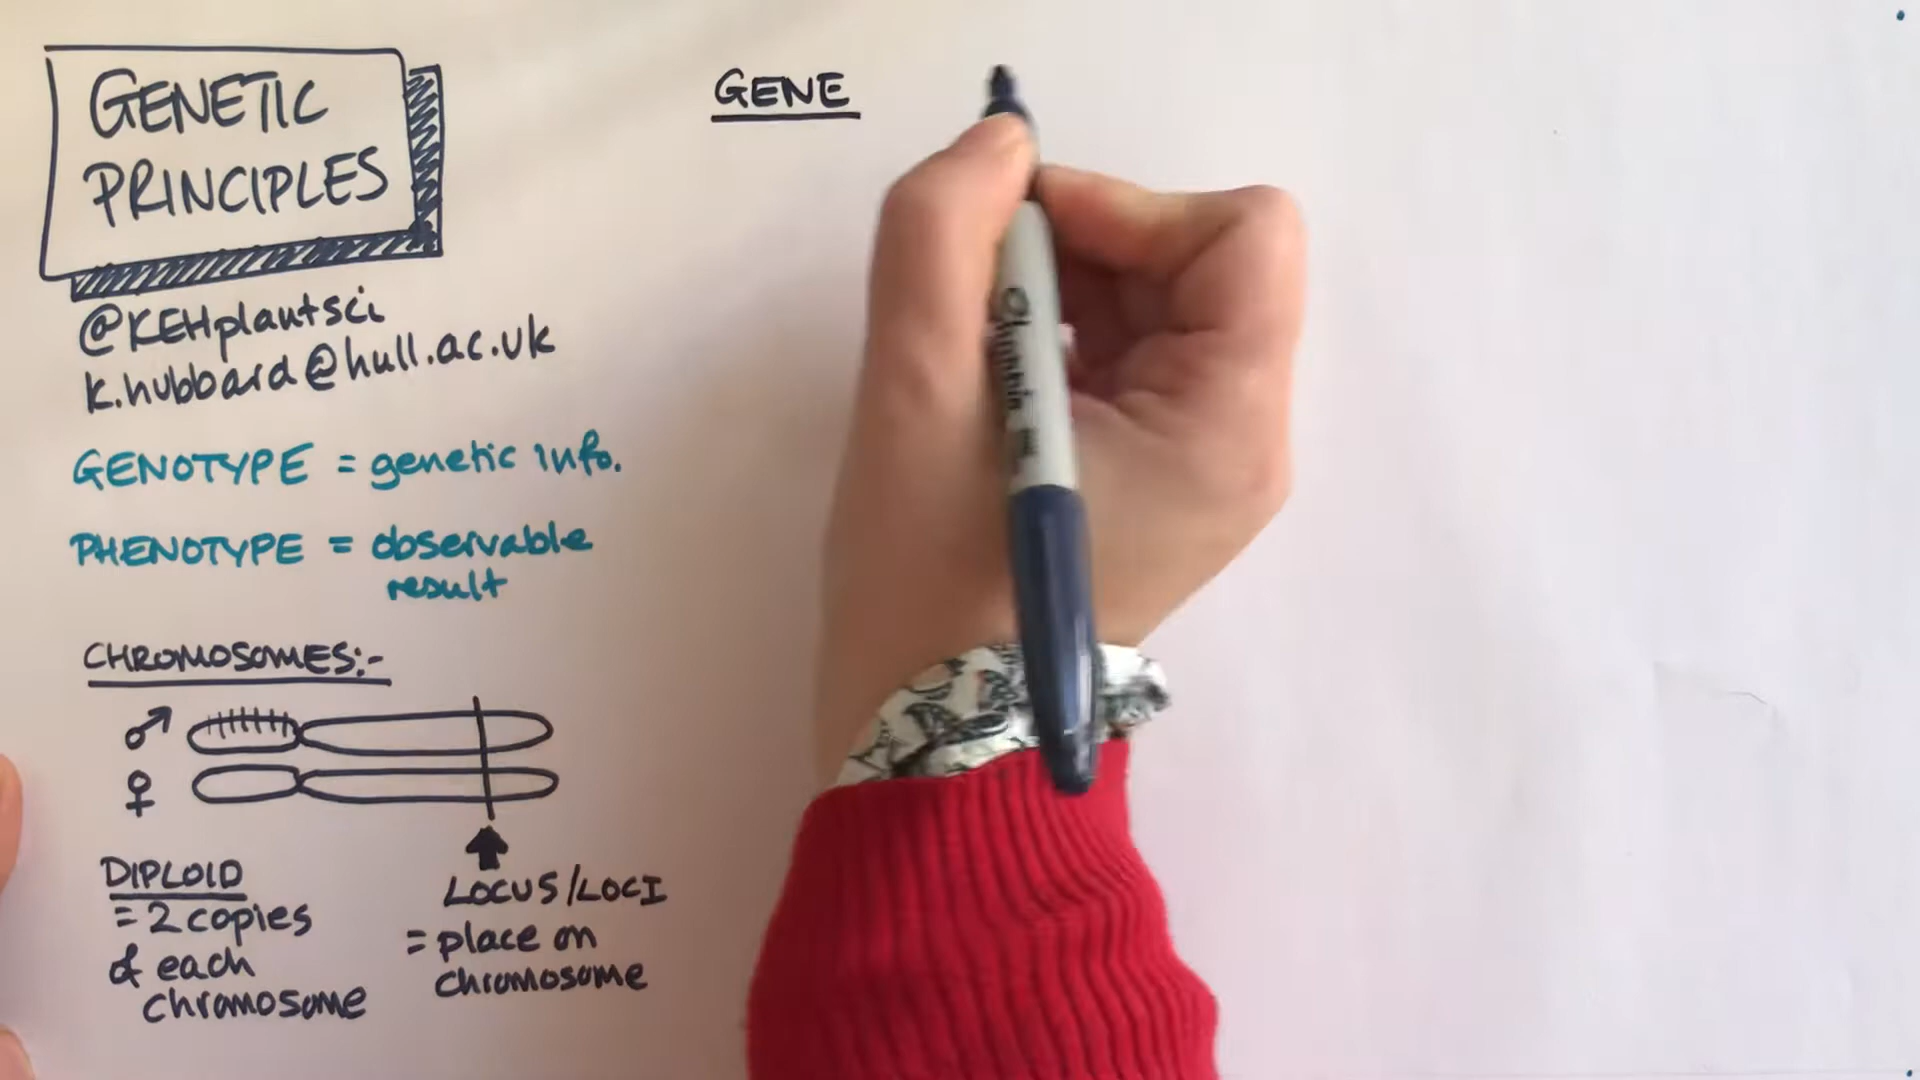 GENETIC
PRINCIPLES
@KEHplantsci
k.hubbard@hull.ac.uk
GENOTYPE = genetic info.
PHENOTYPE = observable
result
CHROMOSOMES:-
♂
♀
DIPLOID
= 2 copies
of each
chromosome
LOCUS/LOCI
= place on
chromosome
GENE
Sharpie